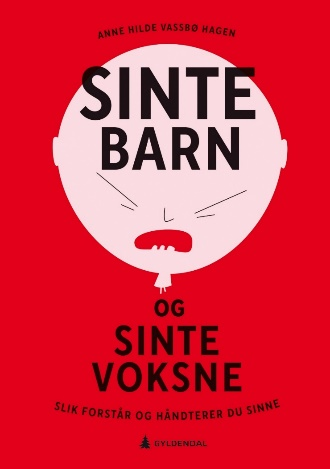 ANNE HILDE VASSBØ HAGEN
SINTE
BARN
OG
SINTE
VOKSNE
SLIK FORSTÅR OG HÅNDTERER DU SINNE
GYLDENDAL